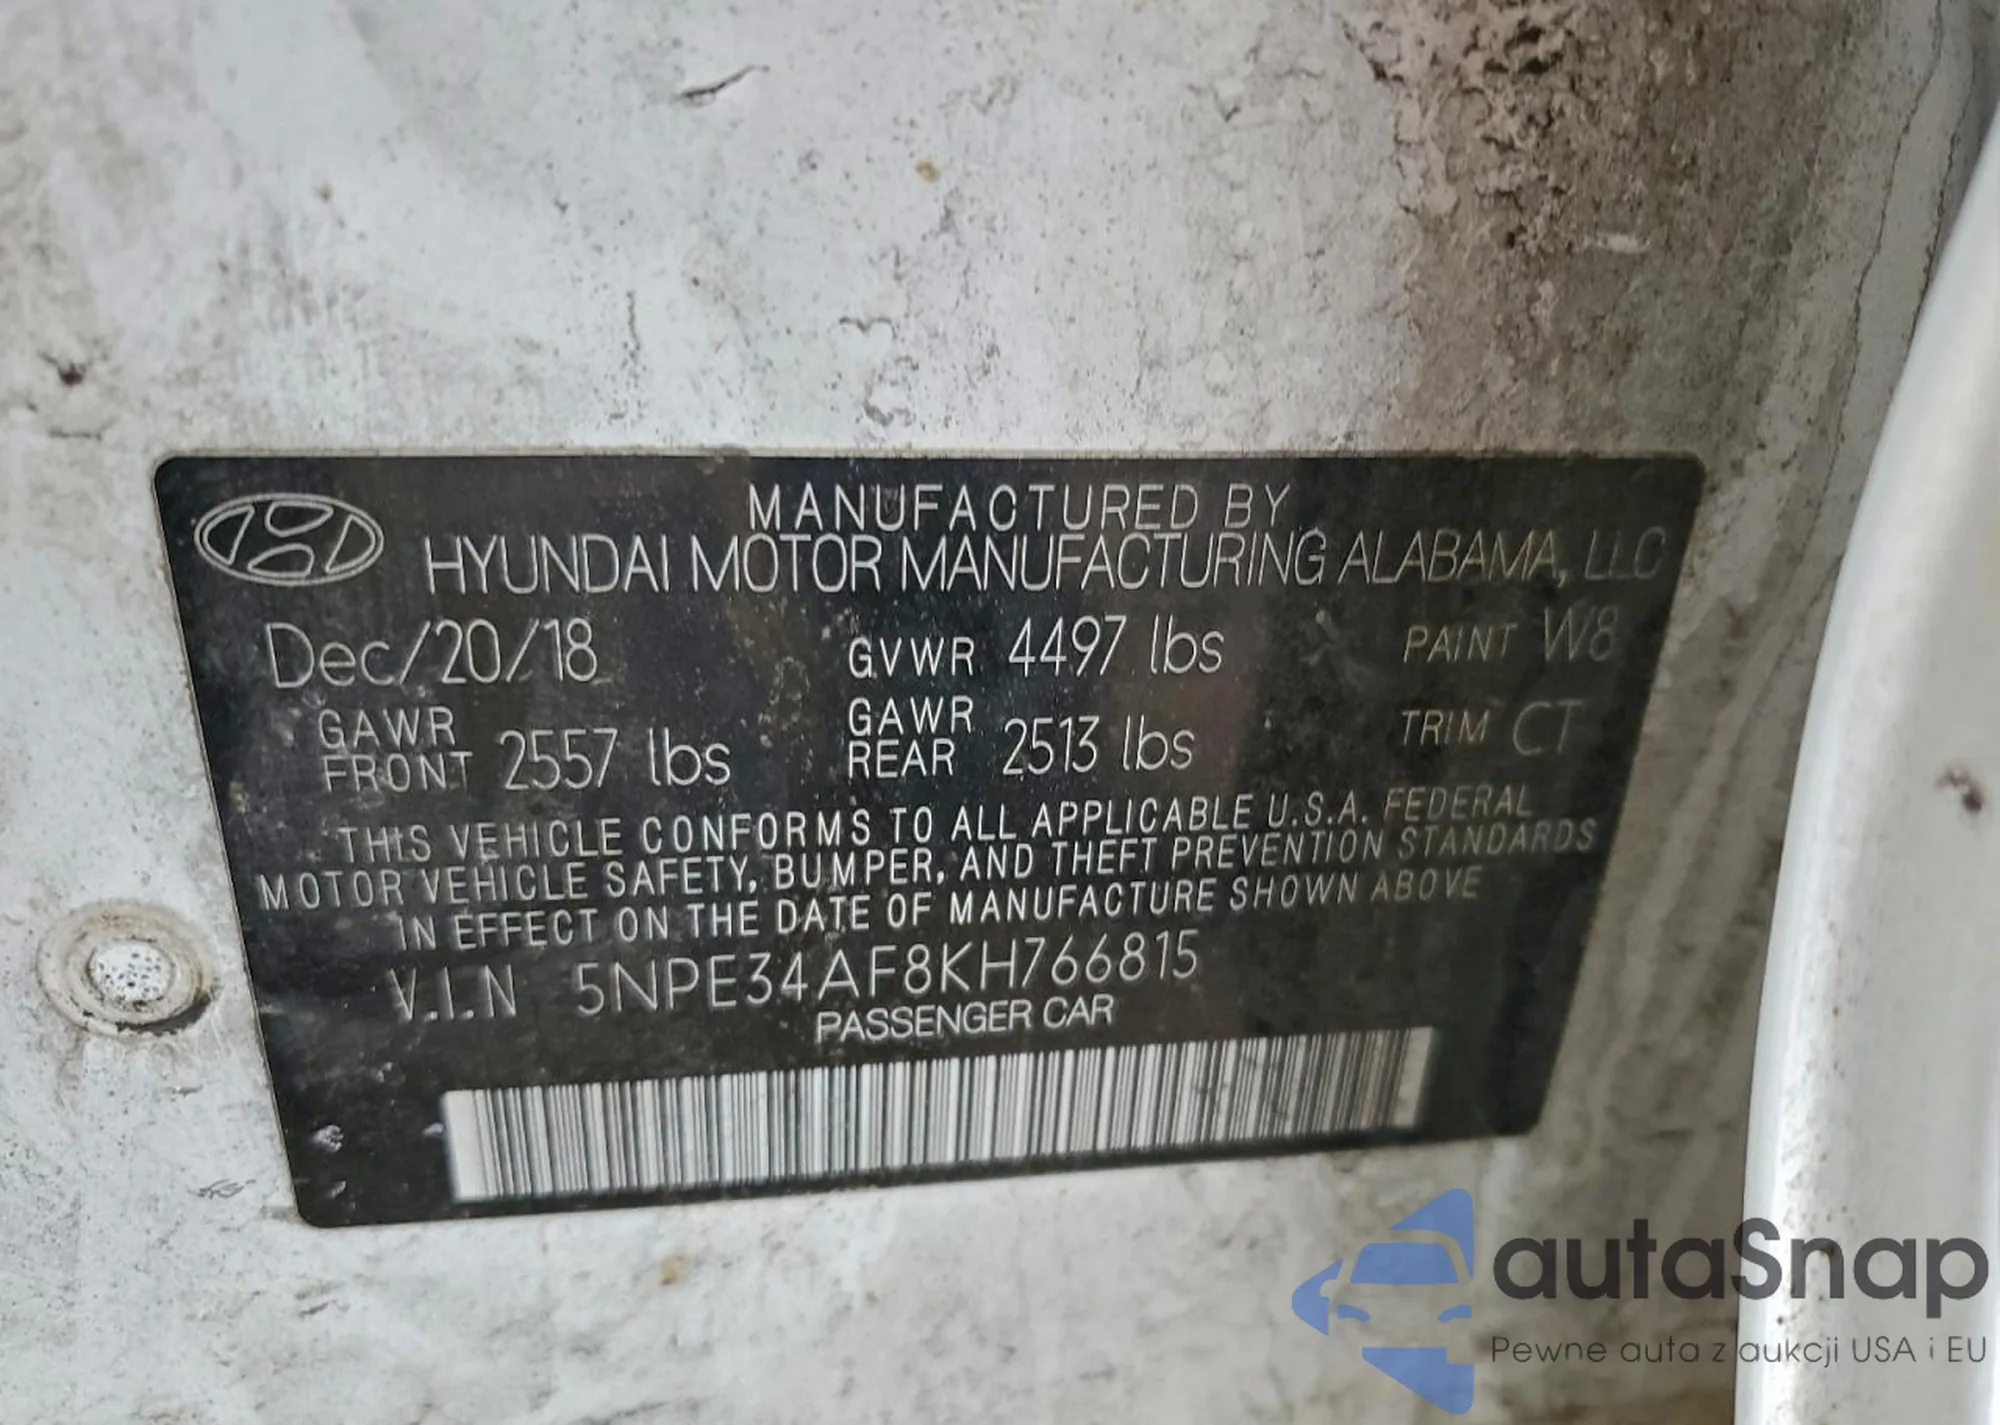 MANUFACTURED BY
HYUNDAI MOTOR MANUFACTURING ALABAMA, LLC
Dec/20/18 GVWR 4497 lbs PAINT W8
GAWR FRONT 2557 lbs GAWR REAR 2513 lbs TRIM CT
THIS VEHICLE CONFORMS TO ALL APPLICABLE U.S.A. FEDERAL
MOTOR VEHICLE SAFETY, BUMPER, AND THEFT PREVENTION STANDARDS
IN EFFECT ON THE DATE OF MANUFACTURE SHOWN ABOVE
V.I.N 5NPE34AF8KH766815
PASSENGER CAR
autaSnap
Pewne auta z aukcji USA i EU